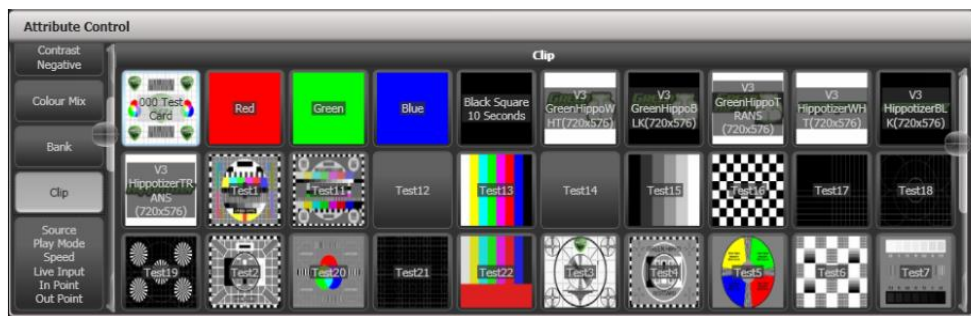 Attribute Control
Contrast
Negative
Colour Mix
Bank
Clip
Source
Play Mode
Speed
Live Input
In Point
Out Point
Clip
000 Test
Card
Red
Green
Blue
Black Square
10 Seconds
V3
GreenHippoW
HT(720x576)
V3
GreenHippoB
LK(720x576)
V3
GreenHippoT
RANS
(720x576)
V3
HippotizerWH
T(720x576)
V3
HippotizerBL
K(720x576)
V3
HippotizerTR
ANS
(720x576)
Test1
Test11
Test12
Test13
Test14
Test15
Test16
Test17
Test18
Test19
Test2
Test20
Test21
Test22
Test3
Test4
Test5
Test6
Test7